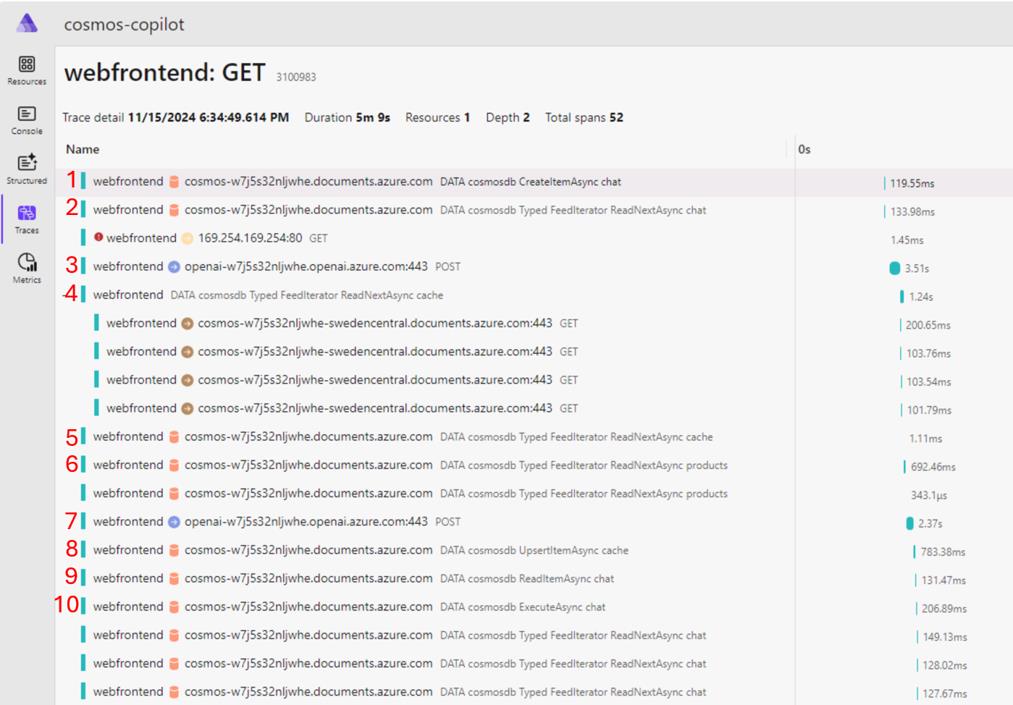 cosmos-copilot
Resources
Console
Structured
Traces
Metrics
webfrontend: GET 3100983
Trace detail 11/15/2024 6:34:49.614 PM Duration 5m 9s Resources 1 Depth 2 Total spans 52
Name 0s
1 webfrontend cosmos-w7j5s32nljwhe.documents.azure.com DATA cosmosdb CreateItemAsync chat 119.55ms
2 webfrontend cosmos-w7j5s32nljwhe.documents.azure.com DATA cosmosdb Typed FeedIterator ReadNextAsync chat 133.98ms
webfrontend 169.254.169.254:80 GET 1.45ms
3 webfrontend openai-w7j5s32nljwhe.openai.azure.com:443 POST 3.51s
4 webfrontend DATA cosmosdb Typed FeedIterator ReadNextAsync cache 1.24s
webfrontend cosmos-w7j5s32nljwhe-swedencentral.documents.azure.com:443 GET 200.65ms
webfrontend cosmos-w7j5s32nljwhe-swedencentral.documents.azure.com:443 GET 103.76ms
webfrontend cosmos-w7j5s32nljwhe-swedencentral.documents.azure.com:443 GET 103.54ms
webfrontend cosmos-w7j5s32nljwhe-swedencentral.documents.azure.com:443 GET 101.79ms
5 webfrontend cosmos-w7j5s32nljwhe.documents.azure.com DATA cosmosdb Typed FeedIterator ReadNextAsync cache 1.11ms
6 webfrontend cosmos-w7j5s32nljwhe.documents.azure.com DATA cosmosdb Typed FeedIterator ReadNextAsync products 692.46ms
webfrontend cosmos-w7j5s32nljwhe.documents.azure.com DATA cosmosdb Typed FeedIterator ReadNextAsync products 343.1μs
7 webfrontend openai-w7j5s32nljwhe.openai.azure.com:443 POST 2.37s
8 webfrontend cosmos-w7j5s32nljwhe.documents.azure.com DATA cosmosdb UpsertItemAsync cache 783.38ms
9 webfrontend cosmos-w7j5s32nljwhe.documents.azure.com DATA cosmosdb ReadItemAsync chat 131.47ms
10 webfrontend cosmos-w7j5s32nljwhe.documents.azure.com DATA cosmosdb ExecuteAsync chat 206.89ms
webfrontend cosmos-w7j5s32nljwhe.documents.azure.com DATA cosmosdb Typed FeedIterator ReadNextAsync chat 149.13ms
webfrontend cosmos-w7j5s32nljwhe.documents.azure.com DATA cosmosdb Typed FeedIterator ReadNextAsync chat 128.02ms
webfrontend cosmos-w7j5s32nljwhe.documents.azure.com DATA cosmosdb Typed FeedIterator ReadNextAsync chat 127.67ms